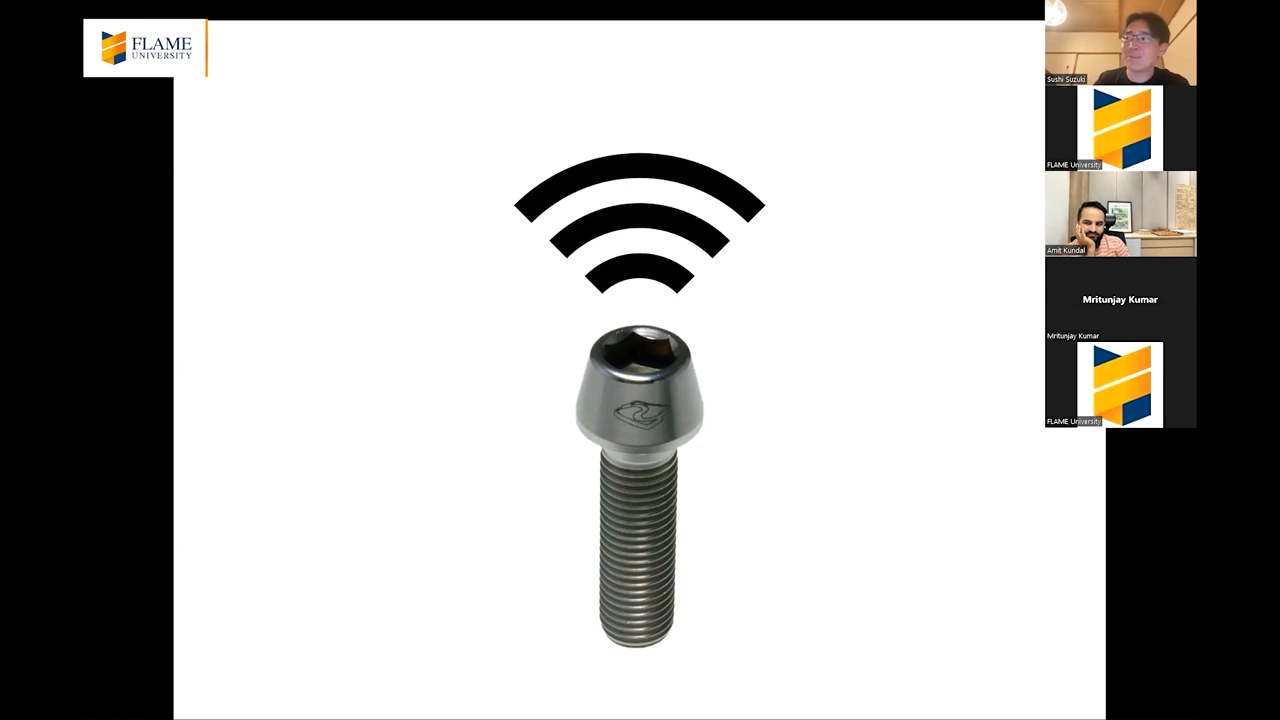 FLAME
UNIVERSITY
Sushi Suzuki
FLAME University
Amit Kundal
Mritunjay Kumar
Mritunjay Kumar
FLAME University